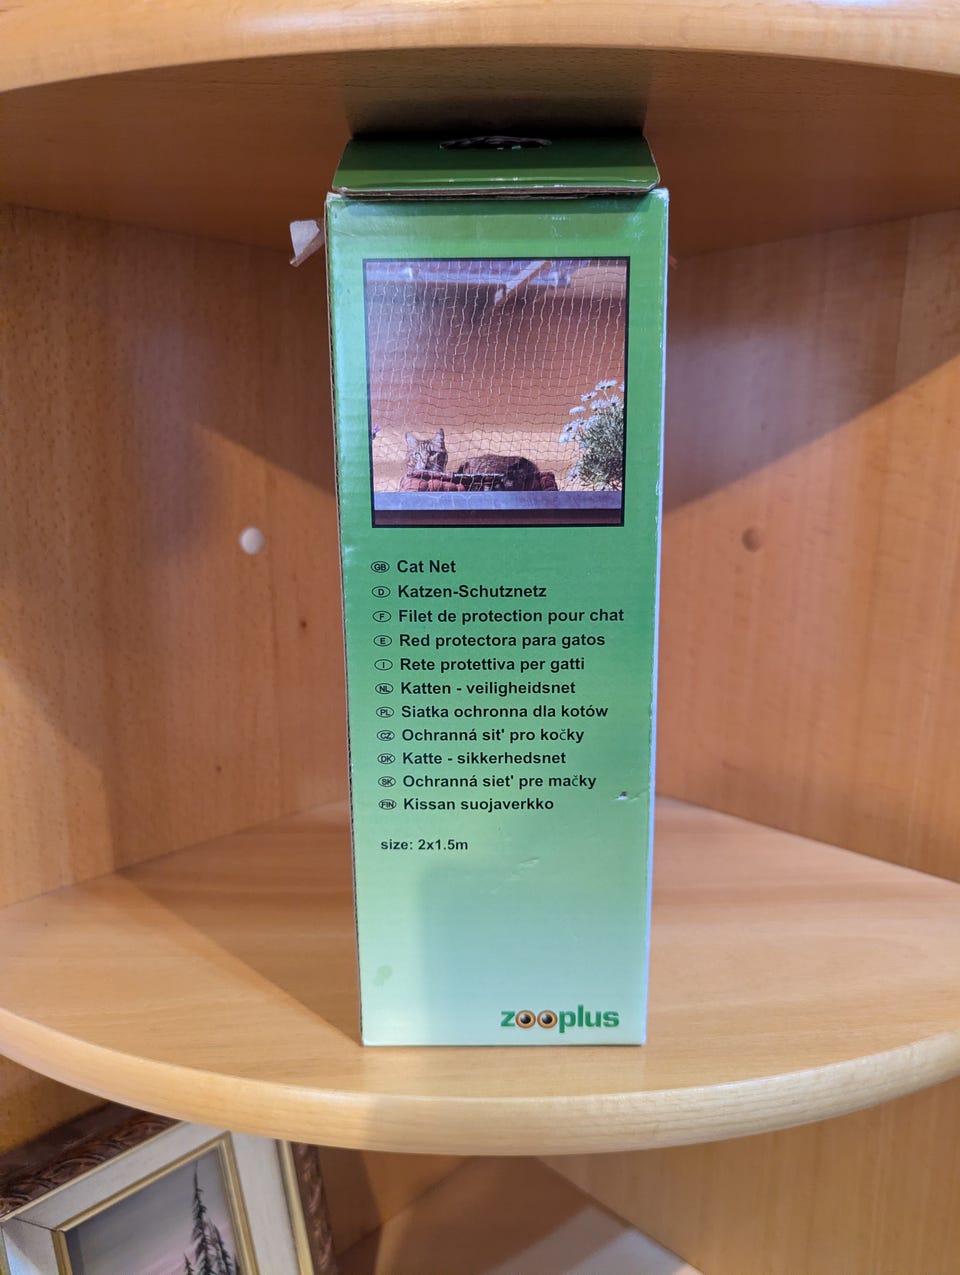 GB Cat Net
D Katzen-Schutznetz
F Filet de protection pour chat
E Red protectora para gatos
I Rete protettiva per gatti
NL Katten - veiligheidsnet
PL Siatka ochronna dla kotów
CZ Ochranná sit' pro kočky
DK Katte - sikkerhedsnet
SK Ochranná siet' pre mačky
FIN Kissan suojaverkko
size: 2x1.5m
zooplus